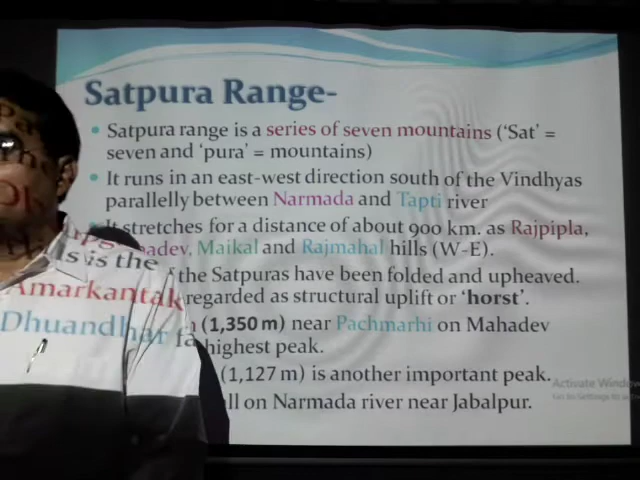 Satpura Range-
• Satpura range is a series of seven mountains ('Sat' =
seven and 'pura' = mountains)
• It runs in an east-west direction south of the Vindhyas
parallelly between Narmada and Tapti river
It stretches for a distance of about 900 km. as Rajpipla,
Maikal and Rajmahal hills (W-E).
the Satpuras have been folded and upheaved.
regarded as structural uplift or 'horst'.
(1,350 m) near Pachmarhi on Mahadev
highest peak.
Amarkantak (1,127 m) is another important peak.
Dhuandhar fall on Narmada river near Jabalpur.
is the
Activate Windows